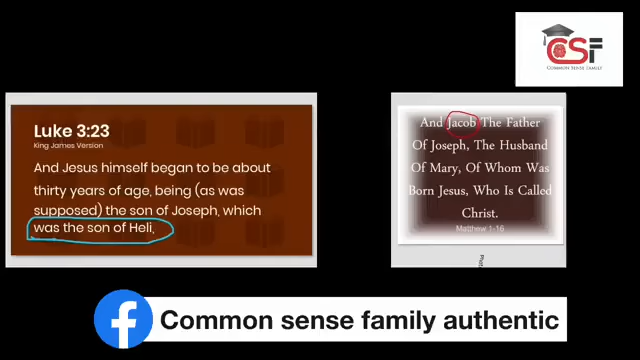 CSF
COMMON SENSE FAMILY
Luke 3:23
King James Version
And Jesus himself began to be about
thirty years of age, being (as was
supposed) the son of Joseph, which
was the son of Heli,
And Jacob The Father
Of Joseph, The Husband
Of Mary, Of Whom Was
Born Jesus, Who Is Called
Christ.
Matthew 1-16
Common sense family authentic